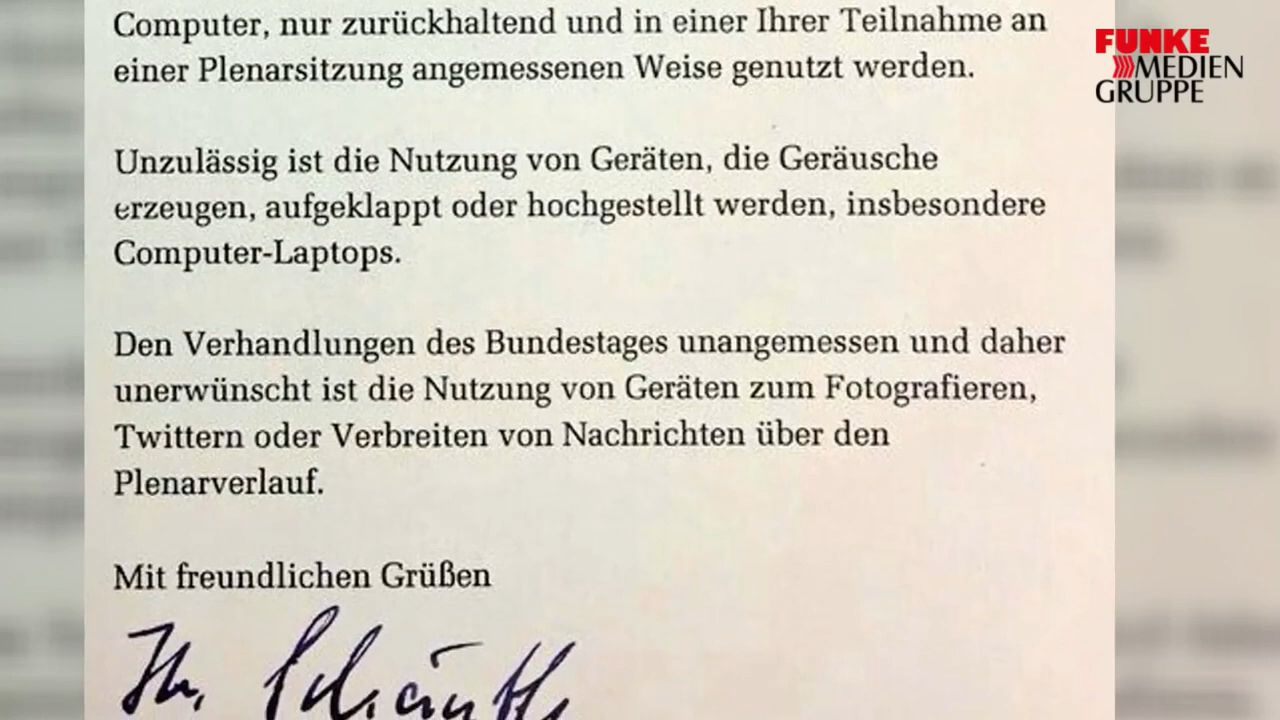 Computer, nur zurückhaltend und in einer Ihrer Teilnahme an
einer Plenarsitzung angemessenen Weise genutzt werden.
Unzulässig ist die Nutzung von Geräten, die Geräusche
erzeugen, aufgeklappt oder hochgestellt werden, insbesondere
Computer-Laptops.
Den Verhandlungen des Bundestages unangemessen und daher
unerwünscht ist die Nutzung von Geräten zum Fotografieren,
Twittern oder Verbreiten von Nachrichten über den
Plenarverlauf.
Mit freundlichen Grüßen
Ihr Schäuble
FUNKE
MEDIEN
GRUPPE